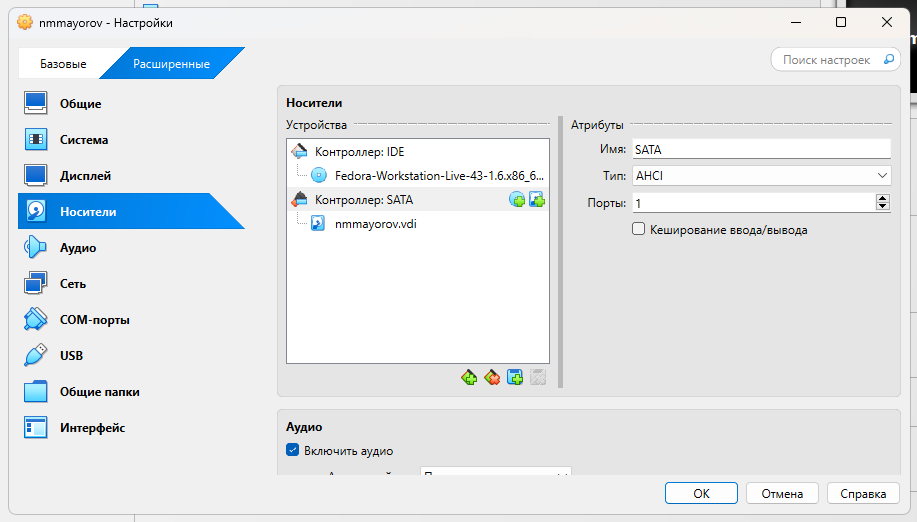 nmmayorov - Настройки
Базовые
Расширенные
Поиск настроек
Общие
Система
Дисплей
Носители
Аудио
Сеть
COM-порты
USB
Общие папки
Интерфейс
Носители
Устройства
Контроллер: IDE
Fedora-Workstation-Live-43-1.6.x86_6...
Контроллер: SATA
nmmayorov.vdi
Атрибуты
Имя: SATA
Тип: AHCI
Порты: 1
Кеширование ввода/вывода
Аудио
Включить аудио
OK
Отмена
Справка